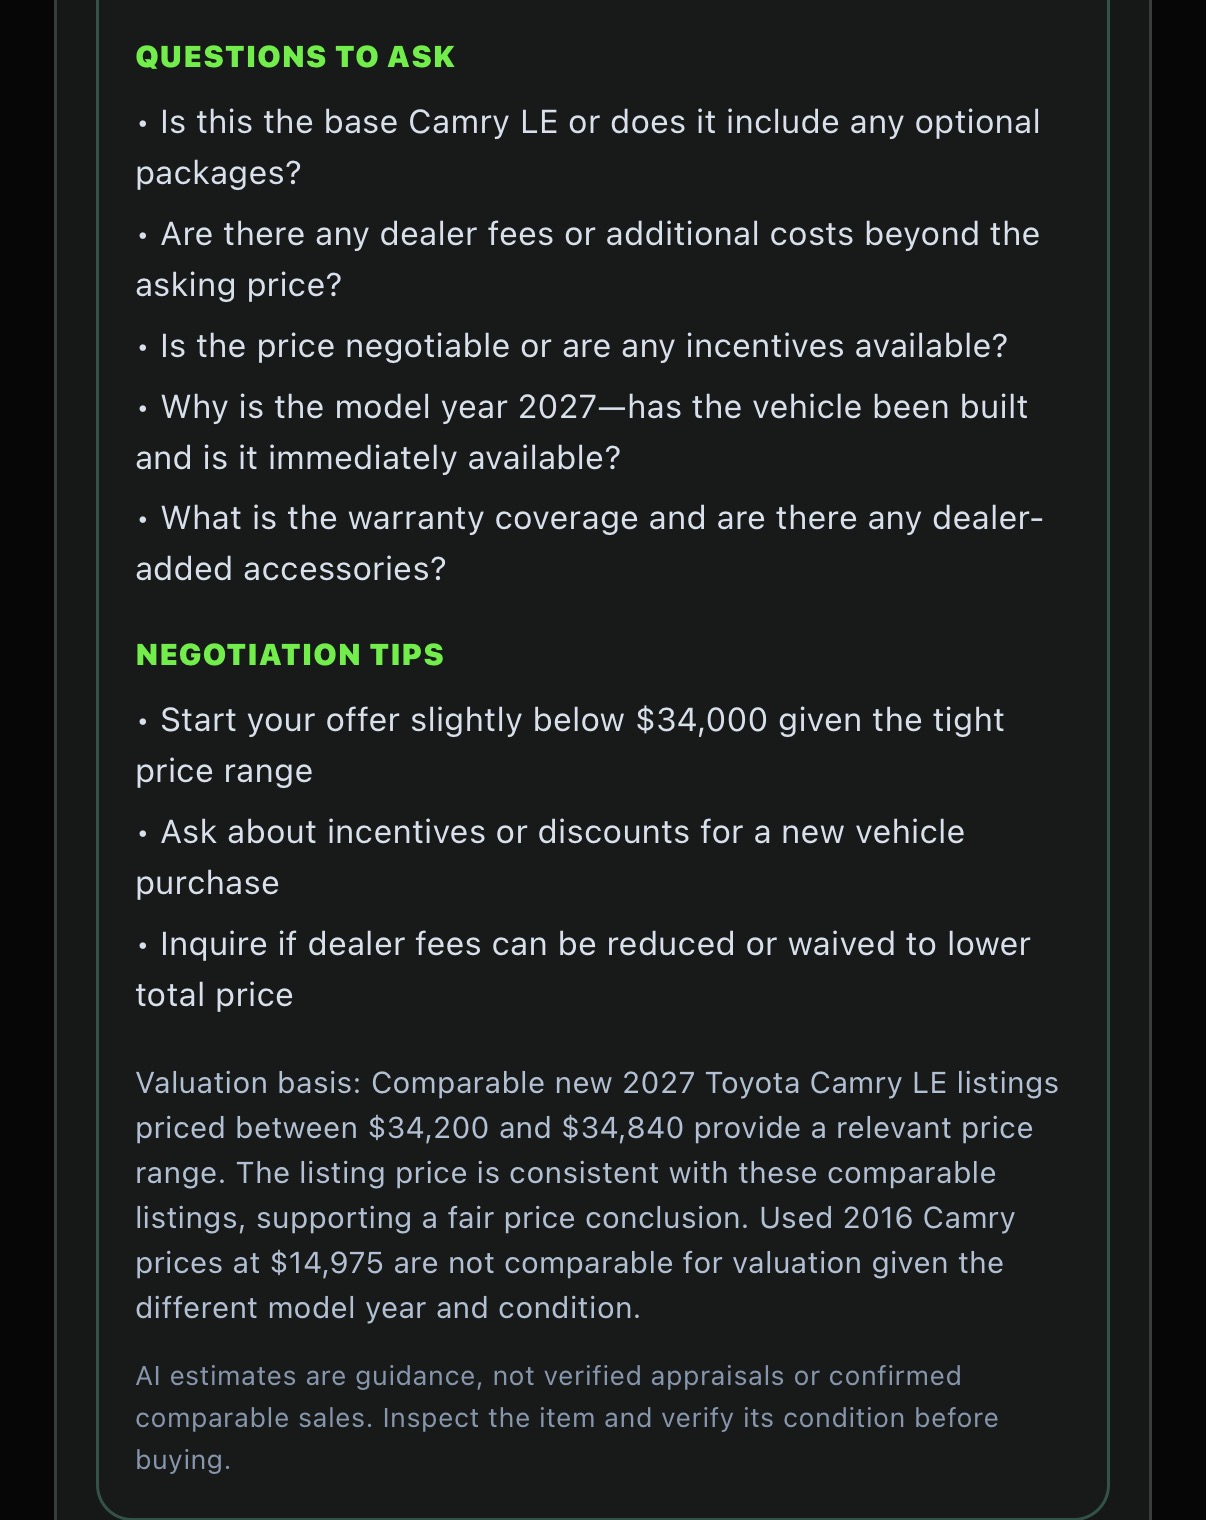 QUESTIONS TO ASK
• Is this the base Camry LE or does it include any optional
packages?
• Are there any dealer fees or additional costs beyond the
asking price?
• Is the price negotiable or are any incentives available?
• Why is the model year 2027—has the vehicle been built
and is it immediately available?
• What is the warranty coverage and are there any dealer-
added accessories?
NEGOTIATION TIPS
• Start your offer slightly below $34,000 given the tight
price range
• Ask about incentives or discounts for a new vehicle
purchase
• Inquire if dealer fees can be reduced or waived to lower
total price
Valuation basis: Comparable new 2027 Toyota Camry LE listings
priced between $34,200 and $34,840 provide a relevant price
range. The listing price is consistent with these comparable
listings, supporting a fair price conclusion. Used 2016 Camry
prices at $14,975 are not comparable for valuation given the
different model year and condition.
AI estimates are guidance, not verified appraisals or confirmed
comparable sales. Inspect the item and verify its condition before
buying.